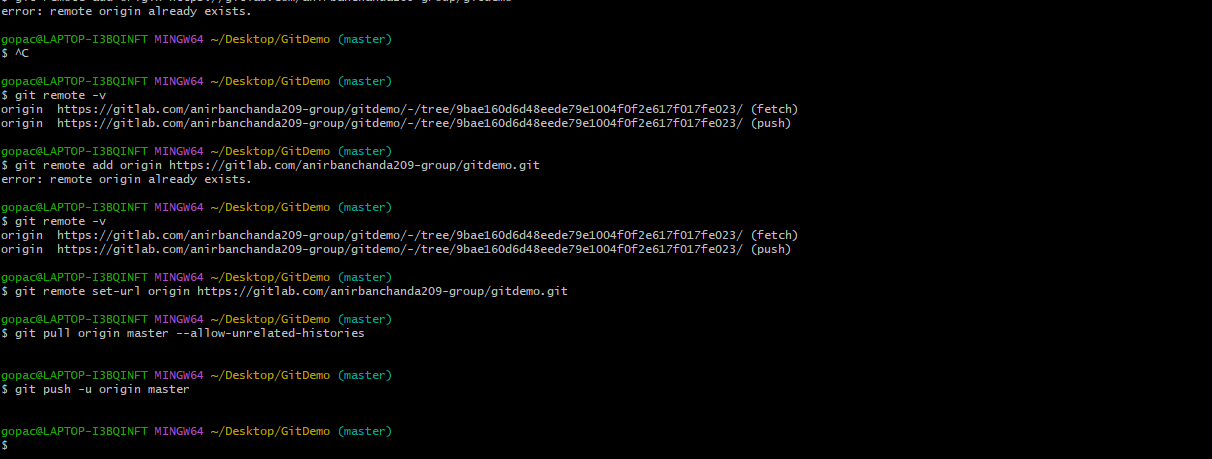 error: remote origin already exists.
gopac@LAPTOP-I3BQINFT MINGW64 ~/Desktop/GitDemo (master)
$ ^C
gopac@LAPTOP-I3BQINFT MINGW64 ~/Desktop/GitDemo (master)
$ git remote -v
origin  https://gitlab.com/anirbanchanda209-group/gitdemo/-/tree/9bae160d6d48eede79e1004f0f2e617f017fe023/ (fetch)
origin  https://gitlab.com/anirbanchanda209-group/gitdemo/-/tree/9bae160d6d48eede79e1004f0f2e617f017fe023/ (push)
gopac@LAPTOP-I3BQINFT MINGW64 ~/Desktop/GitDemo (master)
$ git remote add origin https://gitlab.com/anirbanchanda209-group/gitdemo.git
error: remote origin already exists.
gopac@LAPTOP-I3BQINFT MINGW64 ~/Desktop/GitDemo (master)
$ git remote -v
origin  https://gitlab.com/anirbanchanda209-group/gitdemo/-/tree/9bae160d6d48eede79e1004f0f2e617f017fe023/ (fetch)
origin  https://gitlab.com/anirbanchanda209-group/gitdemo/-/tree/9bae160d6d48eede79e1004f0f2e617f017fe023/ (push)
gopac@LAPTOP-I3BQINFT MINGW64 ~/Desktop/GitDemo (master)
$ git remote set-url origin https://gitlab.com/anirbanchanda209-group/gitdemo.git
gopac@LAPTOP-I3BQINFT MINGW64 ~/Desktop/GitDemo (master)
$ git pull origin master --allow-unrelated-histories
gopac@LAPTOP-I3BQINFT MINGW64 ~/Desktop/GitDemo (master)
$ git push -u origin master
gopac@LAPTOP-I3BQINFT MINGW64 ~/Desktop/GitDemo (master)
$